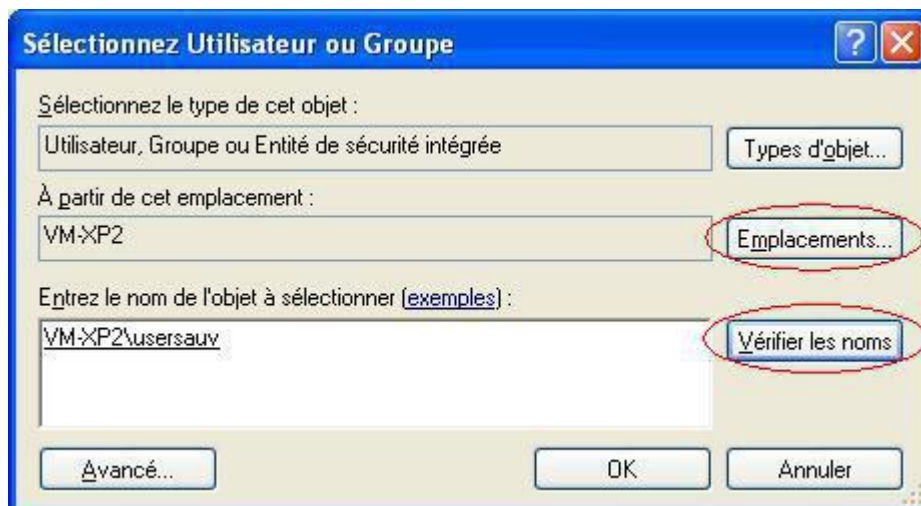 Sélectionnez Utilisateur ou Groupe
Sélectionnez le type de cet objet :
Utilisateur, Groupe ou Entité de sécurité intégrée
Types d'objet...
À partir de cet emplacement :
VM-XP2
Emplacements...
Entrez le nom de l'objet à sélectionner (exemples) :
VM-XP2\usersauv
Vérifier les noms
Avancé...
OK
Annuler